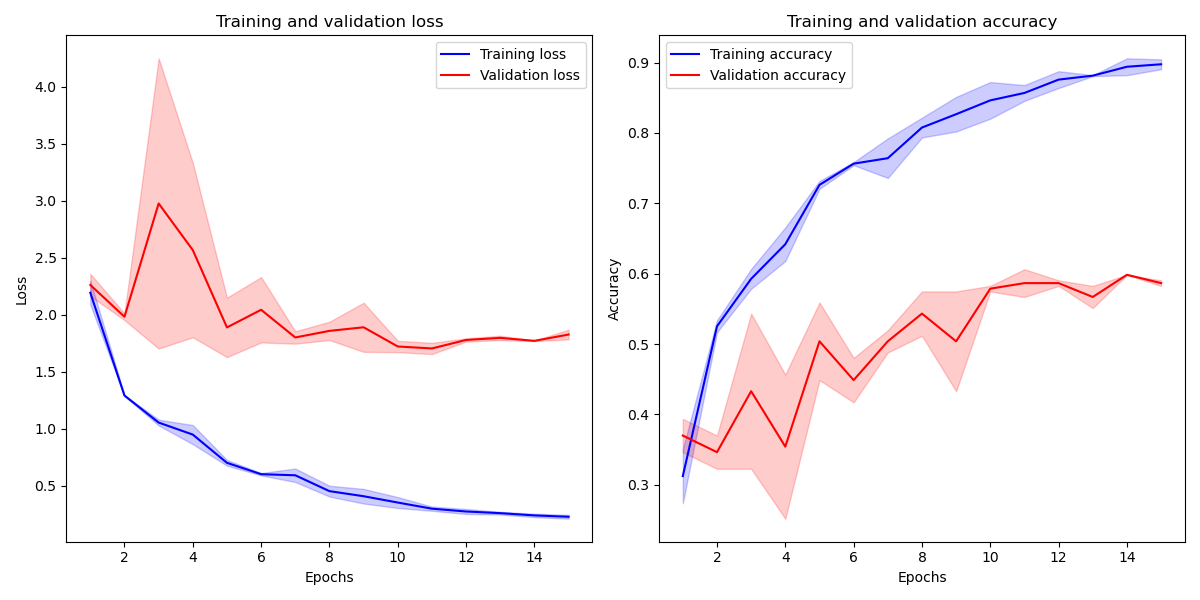 Training and validation loss
Training loss
Validation loss
4.0
3.5
3.0
2.5
2.0
1.5
1.0
0.5
Loss
2 4 6 8 10 12 14
Epochs
Training and validation accuracy
Training accuracy
Validation accuracy
0.9
0.8
0.7
0.6
0.5
0.4
0.3
Accuracy
2 4 6 8 10 12 14
Epochs